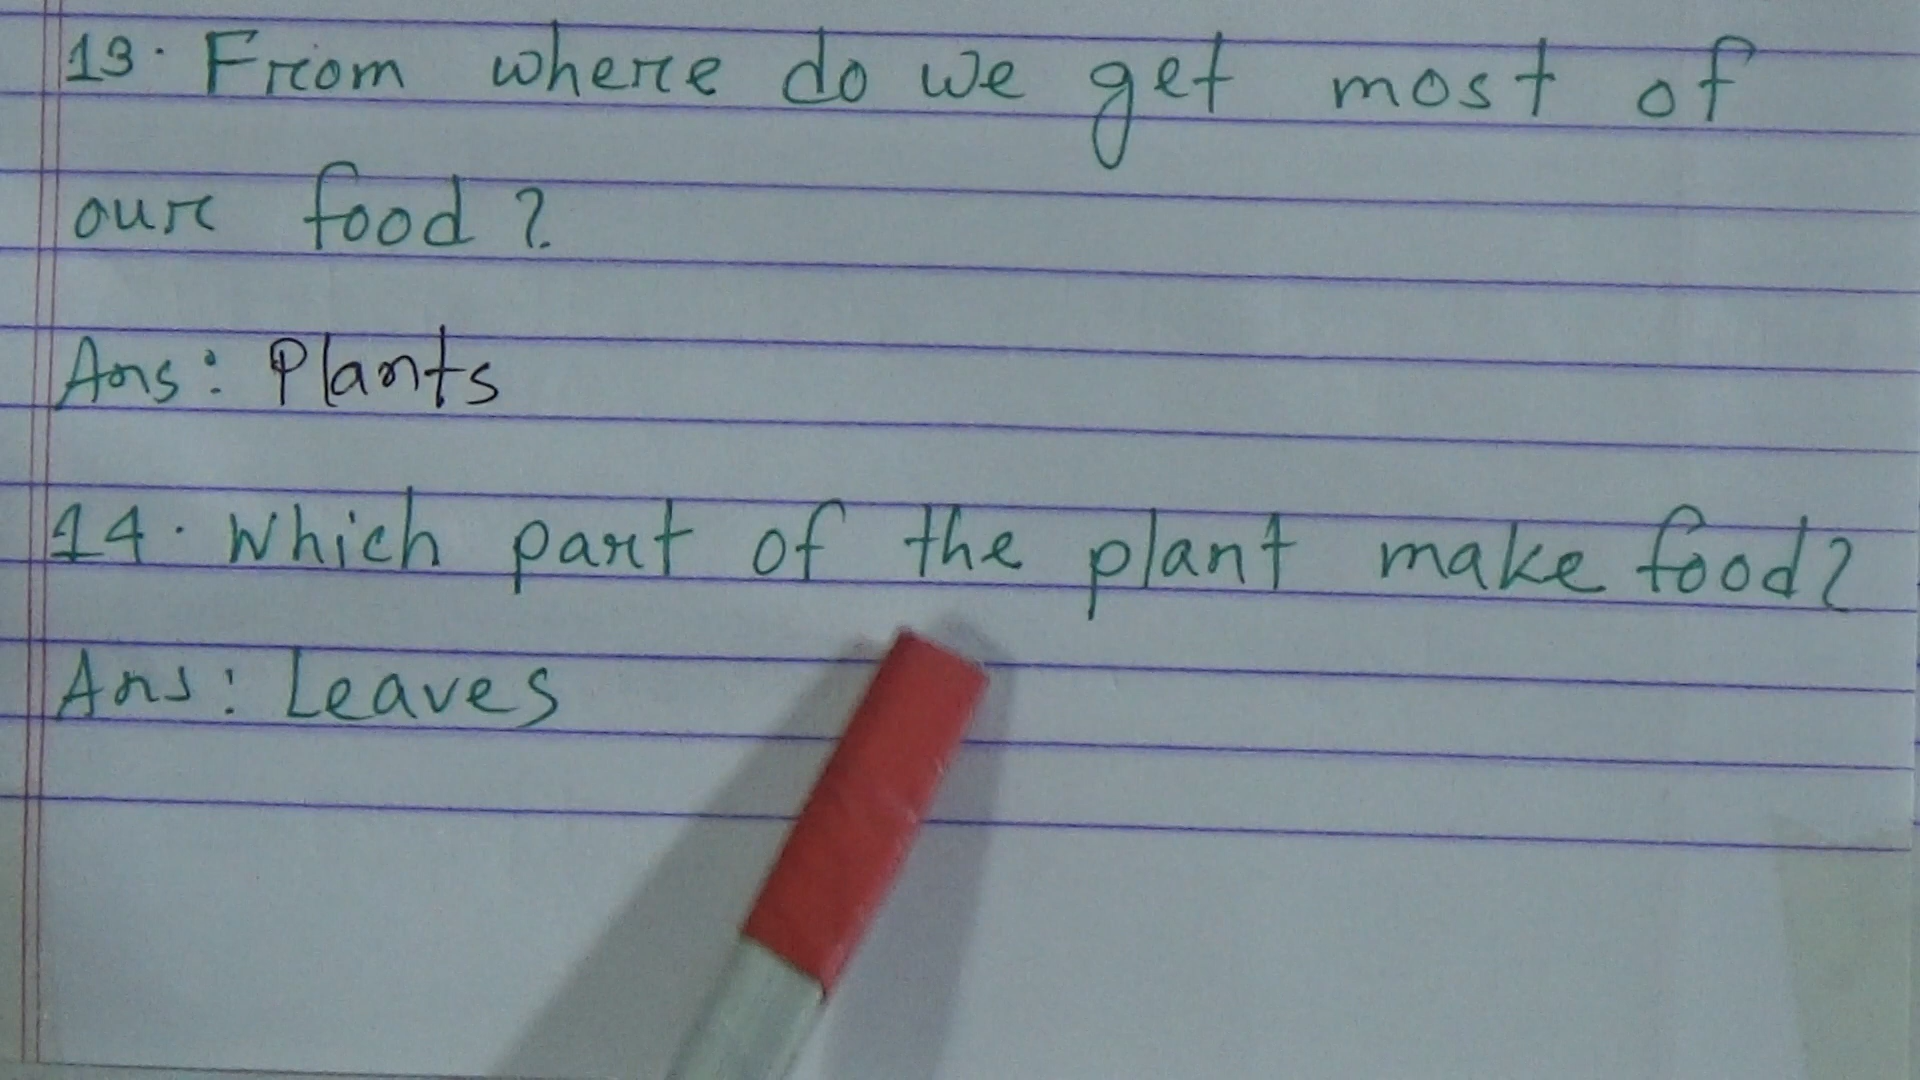 13. From where do we get most of
our food?
Ans: Plants
14. Which part of the plant make food?
Ans: Leaves